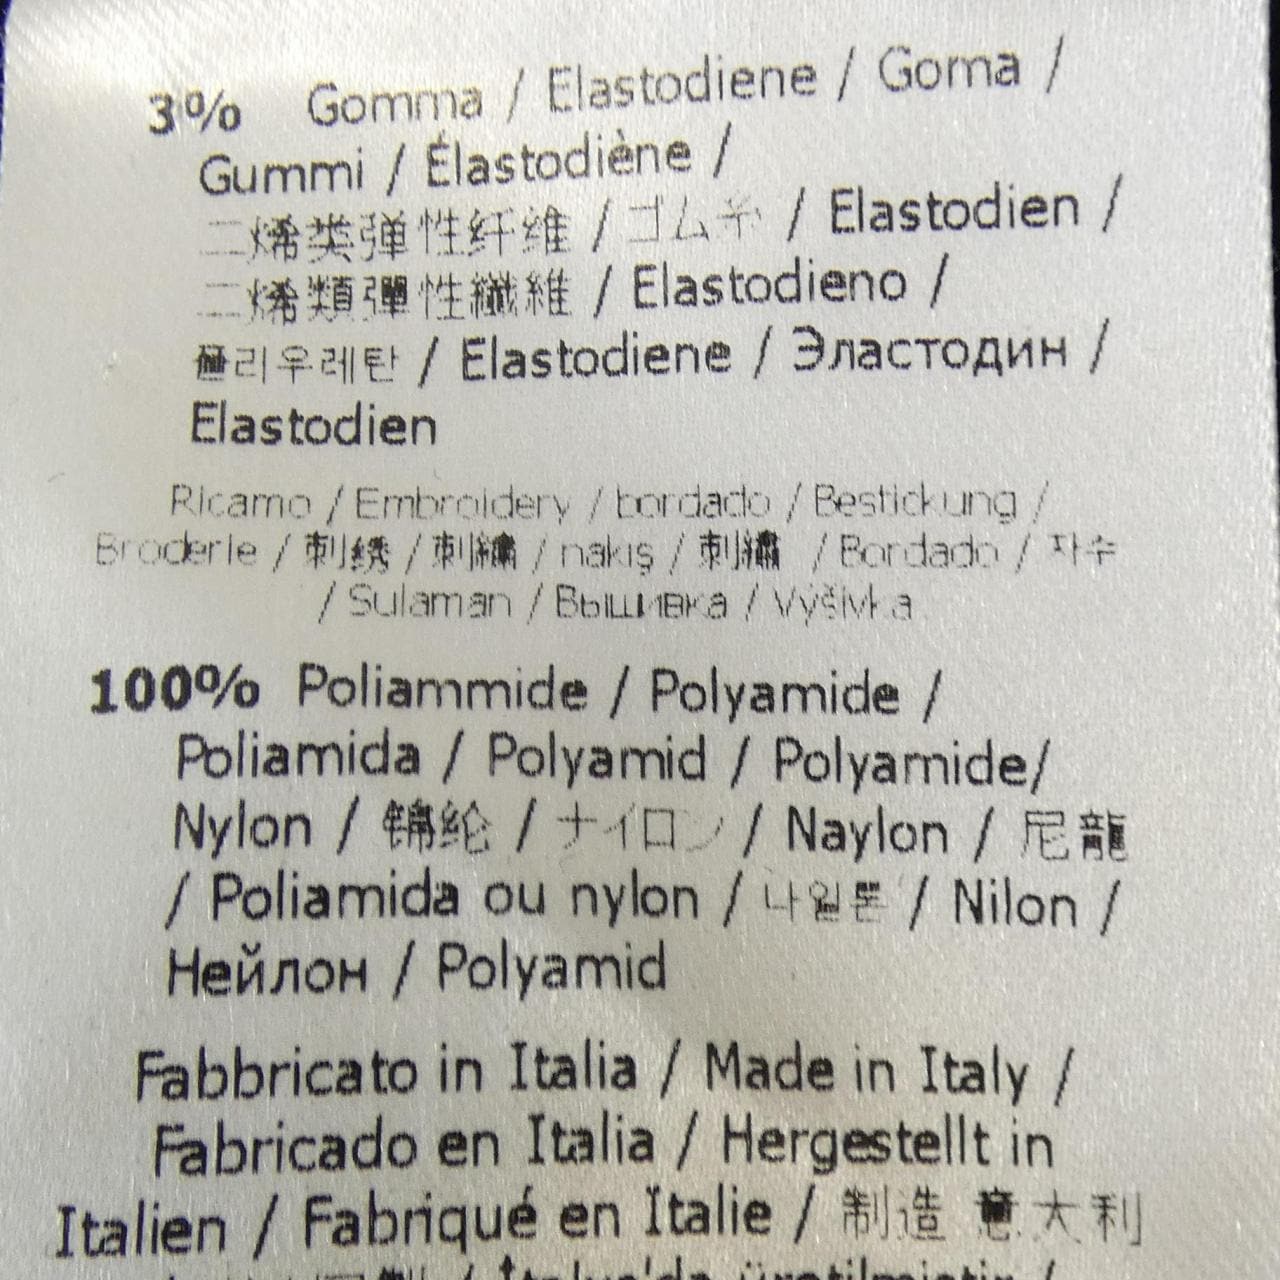 3% Gomma / Elastodiene / Goma /
Gummi / Élastodiène /
二烯类弹性纤维 / ゴム糸 / Elastodien /
二烯類彈性纖維 / Elastodieno /
폴리우레탄 / Elastodiene / Эластодин /
Elastodien
Ricamo / Embroidery / bordado / Bestickung /
Broderie / 刺绣 / 刺繡 / nakış / 刺繡 / Bordado / 자수
/ Sulaman / Вышивка / Vyšivka
100% Poliammide / Polyamide /
Poliamida / Polyamid / Polyamide/
Nylon / 锦纶 / ナイロン / Naylon / 尼龍
/ Poliamida ou nylon / 나일론 / Nilon /
Нейлон / Polyamid
Fabbricato in Italia / Made in Italy /
Fabricado en Italia / Hergestellt in
Italien / Fabriqué en Italie / 制造 意大利
/ İtalya'da üretilmiştir /